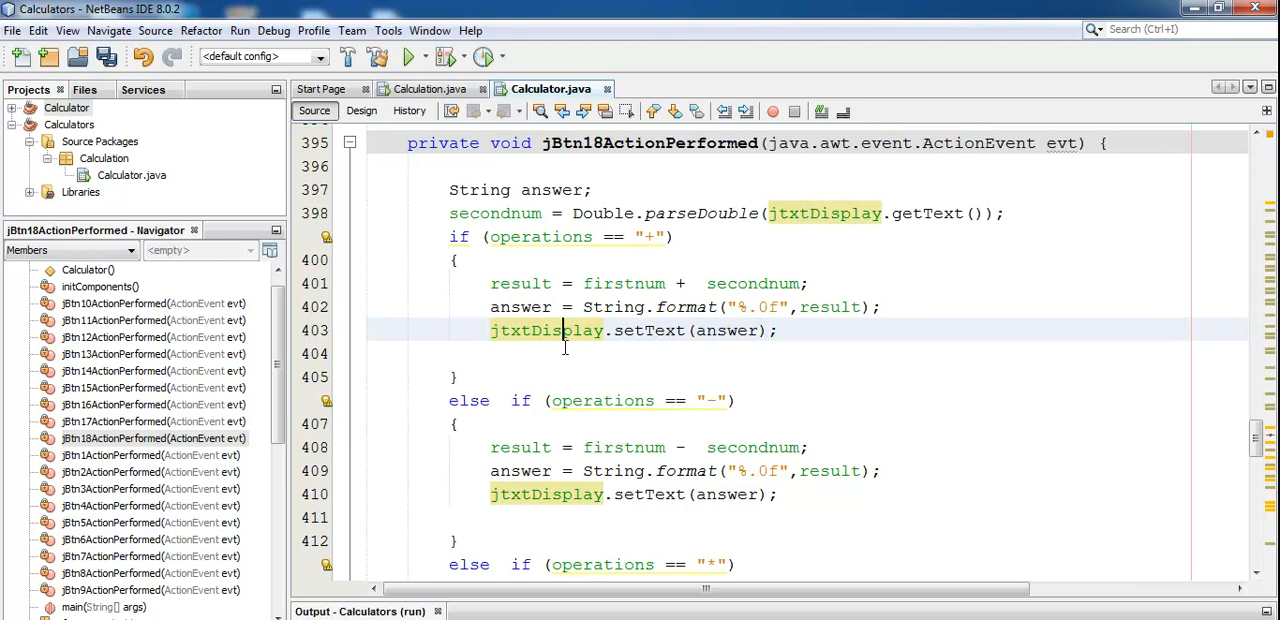 Calculators - NetBeans IDE 8.0.2
File Edit View Navigate Source Refactor Run Debug Profile Team Tools Window Help
Search (Ctrl+I)
<default config>
Projects Files Services
Start Page Calculation.java Calculator.java
Source Design History
Calculator
Calculators
Source Packages
Calculation
Calculator.java
Libraries
jBtn18ActionPerformed - Navigator
Members <empty>
Calculator()
initComponents()
jBtn10ActionPerformed(ActionEvent evt)
jBtn11ActionPerformed(ActionEvent evt)
jBtn12ActionPerformed(ActionEvent evt)
jBtn13ActionPerformed(ActionEvent evt)
jBtn14ActionPerformed(ActionEvent evt)
jBtn15ActionPerformed(ActionEvent evt)
jBtn16ActionPerformed(ActionEvent evt)
jBtn17ActionPerformed(ActionEvent evt)
jBtn18ActionPerformed(ActionEvent evt)
jBtn1ActionPerformed(ActionEvent evt)
jBtn2ActionPerformed(ActionEvent evt)
jBtn3ActionPerformed(ActionEvent evt)
jBtn4ActionPerformed(ActionEvent evt)
jBtn5ActionPerformed(ActionEvent evt)
jBtn6ActionPerformed(ActionEvent evt)
jBtn7ActionPerformed(ActionEvent evt)
jBtn8ActionPerformed(ActionEvent evt)
jBtn9ActionPerformed(ActionEvent evt)
main(String[] args)
395 private void jBtn18ActionPerformed(java.awt.event.ActionEvent evt) {
396
397 String answer;
398 secondnum = Double.parseDouble(jtxtDisplay.getText());
if (operations == "+")
400 {
401 result = firstnum + secondnum;
402 answer = String.format("%.0f",result);
403 jtxtDisplay.setText(answer);
404
405 }
else if (operations == "-")
407 {
408 result = firstnum - secondnum;
409 answer = String.format("%.0f",result);
410 jtxtDisplay.setText(answer);
411
412 }
else if (operations == "*")
Output - Calculators (run)